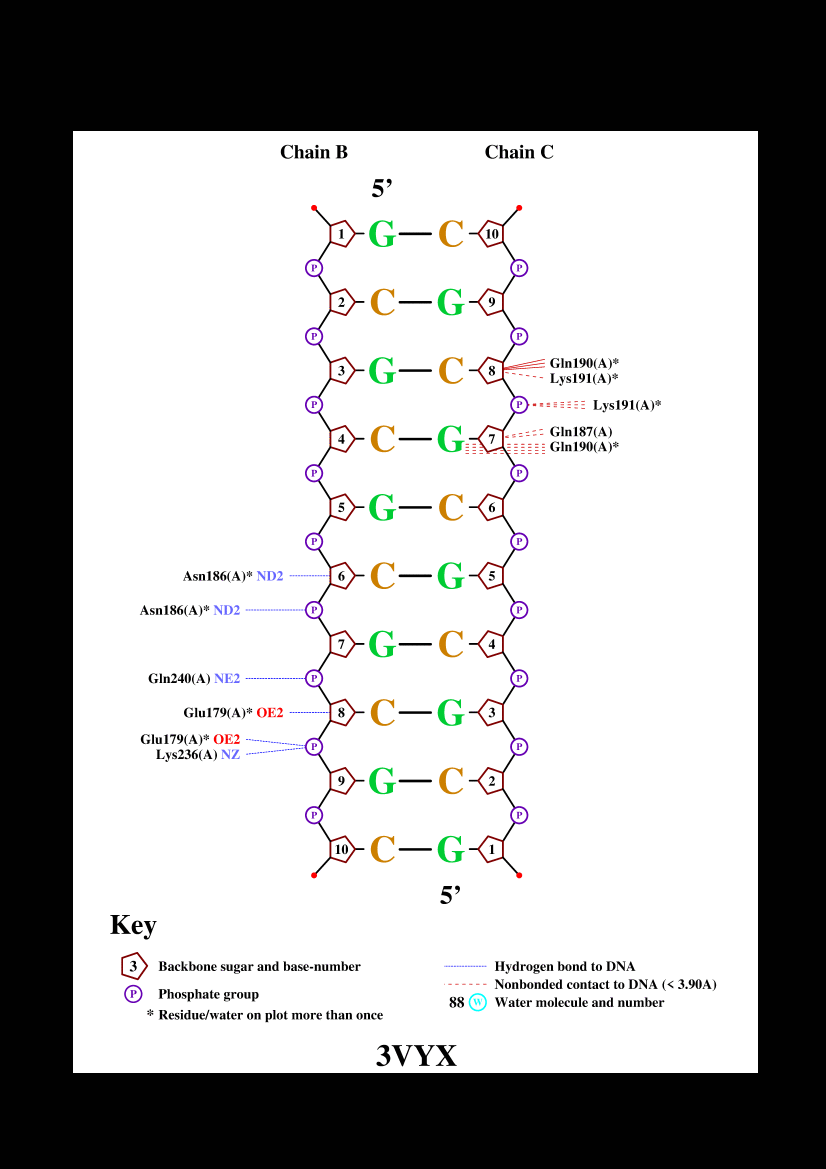 Chain B Chain C
5’
1 G C 10
P P
2 C G 9
P P
3 G C 8 Gln190(A)*
Lys191(A)*
P P Lys191(A)*
4 C G 7 Gln187(A)
Gln190(A)*
P P
5 G C 6
P P
Asn186(A)* ND2 6 C G 5
Asn186(A)* ND2 P P
7 G C 4
Gln240(A) NE2 P P
Glu179(A)* OE2 8 C G 3
Glu179(A)* OE2 P P
Lys236(A) NZ
9 G C 2
P P
10 C G 1
5’
Key
3 Backbone sugar and base-number
P Phosphate group
* Residue/water on plot more than once
Hydrogen bond to DNA
Nonbonded contact to DNA (< 3.90A)
88 W Water molecule and number
3VYX